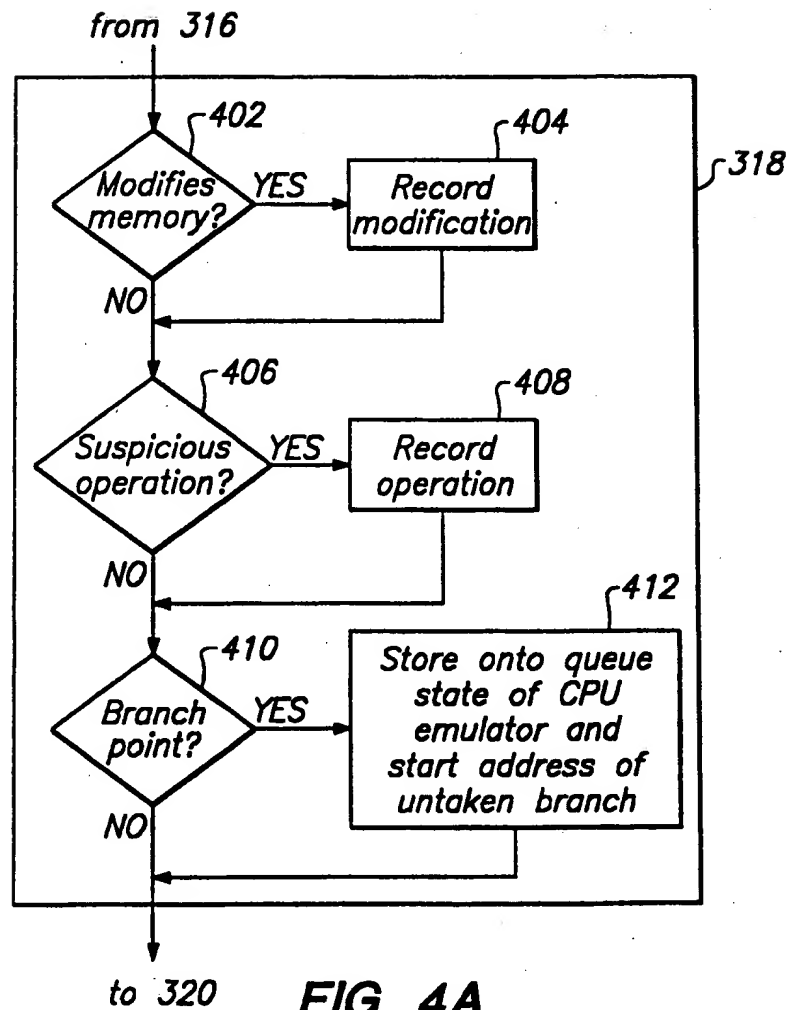 from 316
402
404
318
Modifies
memory?
YES
Record
modification
NO
406
408
Suspicious
operation?
YES
Record
operation
NO
412
410
Branch
point?
YES
Store onto queue
state of CPU
emulator and
start address of
untaken branch
NO
to 320
FIG. 4A